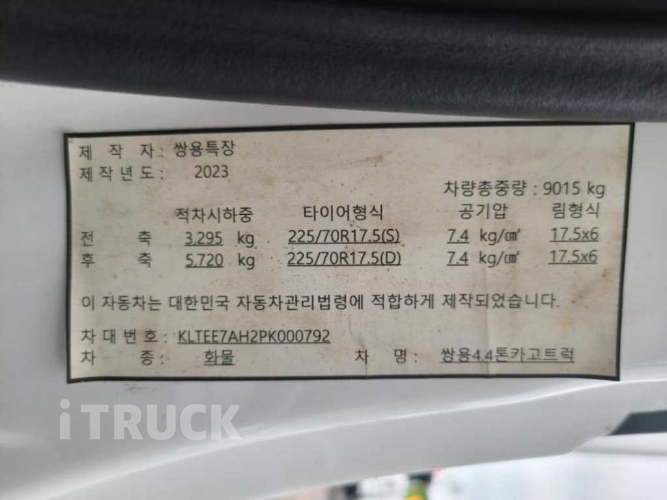 제 작 자 : 쌍용특장
제작년도 : 2023
차량총중량 : 9015 kg
적차시하중 타이어형식 공기압 림형식
전 축 3.295 kg 225/70R17.5(S) 7.4 kg/㎠ 17.5x6
후 축 5.720 kg 225/70R17.5(D) 7.4 kg/㎠ 17.5x6
이 자동차는 대한민국 자동차관리법령에 적합하게 제작되었습니다.
차대번호 : KLTEE7AH2PK000792
차 종 : 화물 차 명 : 쌍용4.4톤카고트럭
iTRUCK